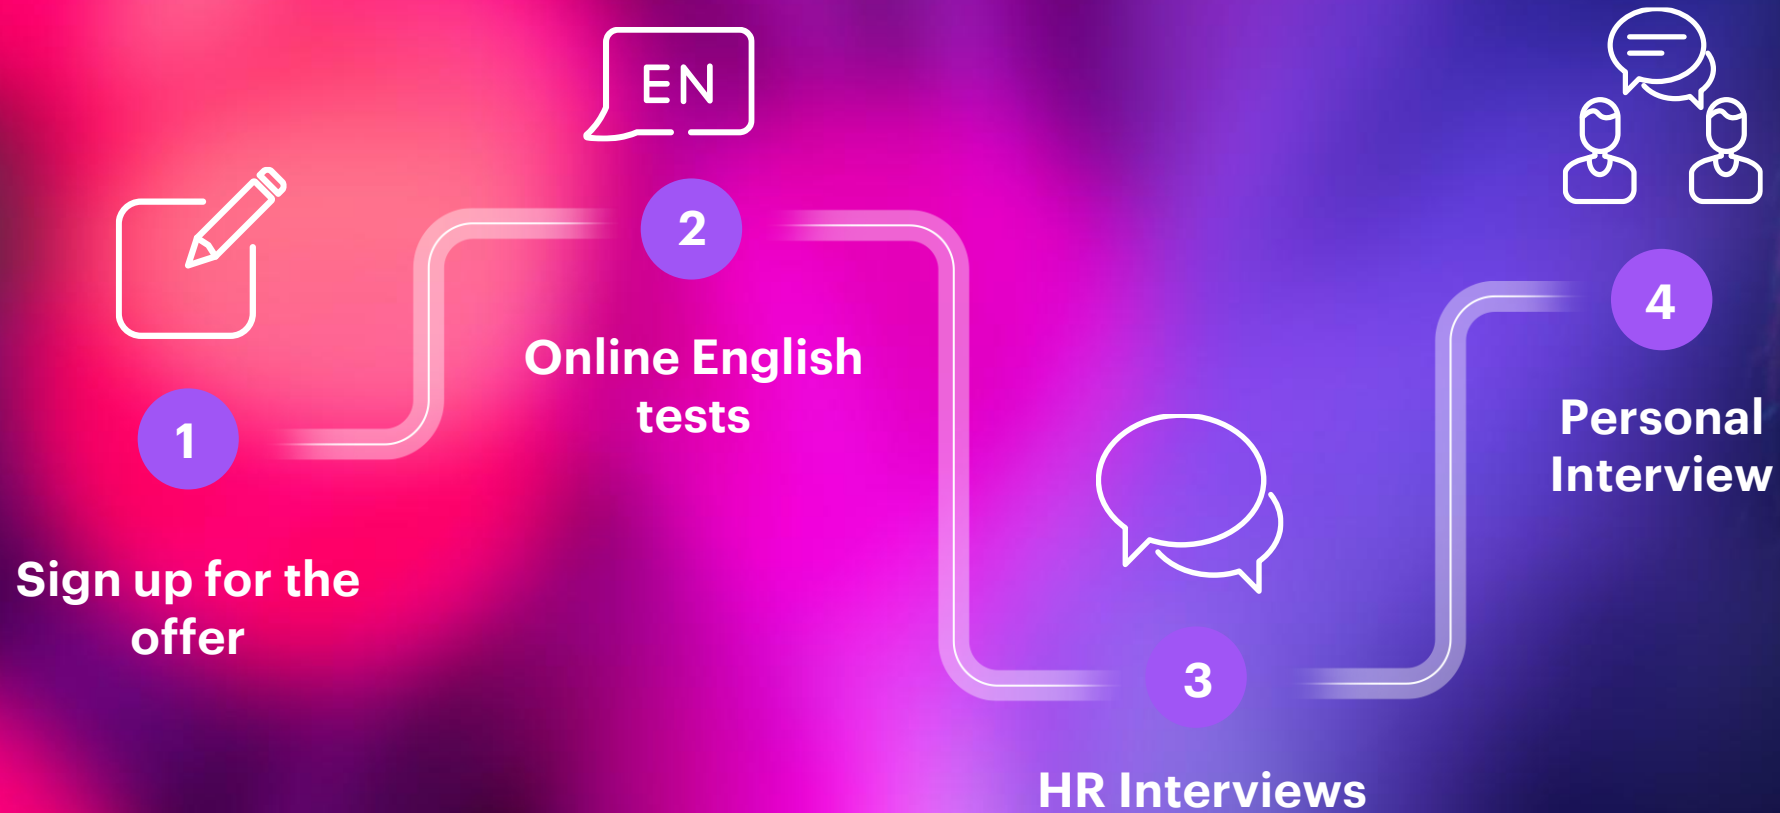 1
Sign up for the
offer
EN
2
Online English
tests
3
HR Interviews
4
Personal
Interview